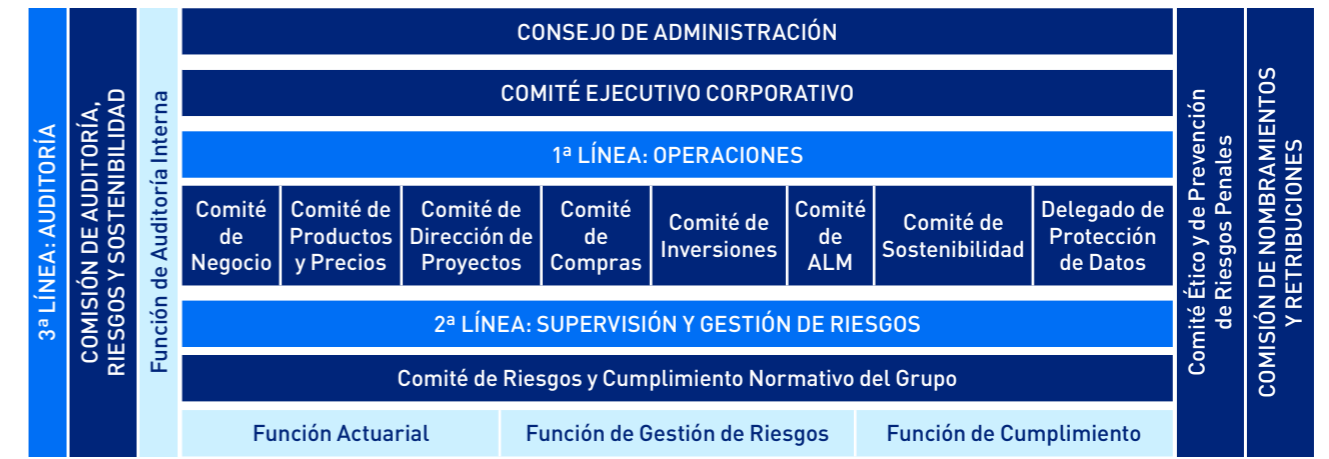 3ª LÍNEA: AUDITORÍA
COMISIÓN DE AUDITORÍA,
RIESGOS Y SOSTENIBILIDAD
Función de Auditoría Interna
CONSEJO DE ADMINISTRACIÓN
COMITÉ EJECUTIVO CORPORATIVO
1ª LÍNEA: OPERACIONES
Comité
de
Negocio
Comité de
Productos
y Precios
Comité de
Dirección de
Proyectos
Comité
de
Compras
Comité de
Inversiones
Comité
de
ALM
Comité de
Sostenibilidad
Delegado de
Protección
de Datos
2ª LÍNEA: SUPERVISIÓN Y GESTIÓN DE RIESGOS
Comité de Riesgos y Cumplimiento Normativo del Grupo
Función Actuarial
Función de Gestión de Riesgos
Función de Cumplimiento
Comité Ético y de Prevención
de Riesgos Penales
COMISIÓN DE NOMBRAMIENTOS
Y RETRIBUCIONES